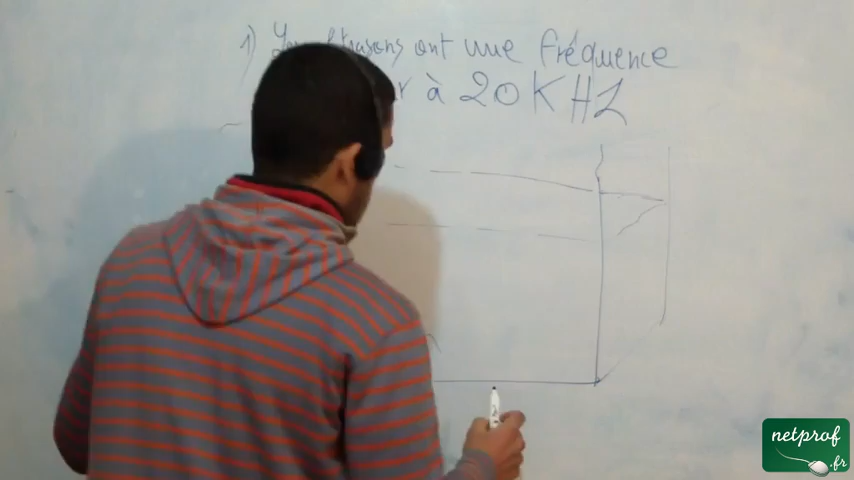 1) ont une fréquence
à 20KHZ
netprof
.fr